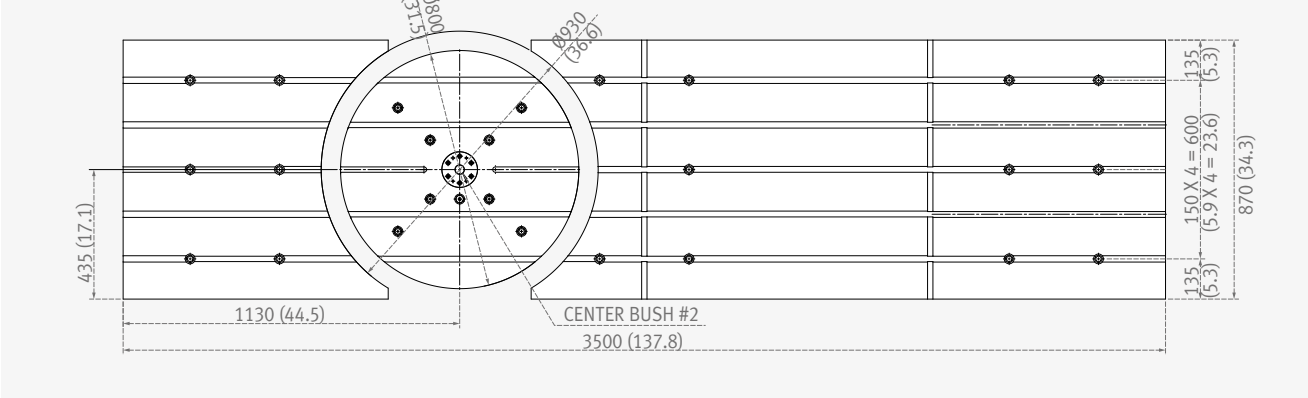 Ø800
(31.5)
Ø930
(36.6)
135
(5.3)
150 X 4 = 600
(5.9 X 4 = 23.6)
870 (34.3)
435 (17.1)
135
(5.3)
1130 (44.5)
CENTER BUSH #2
3500 (137.8)